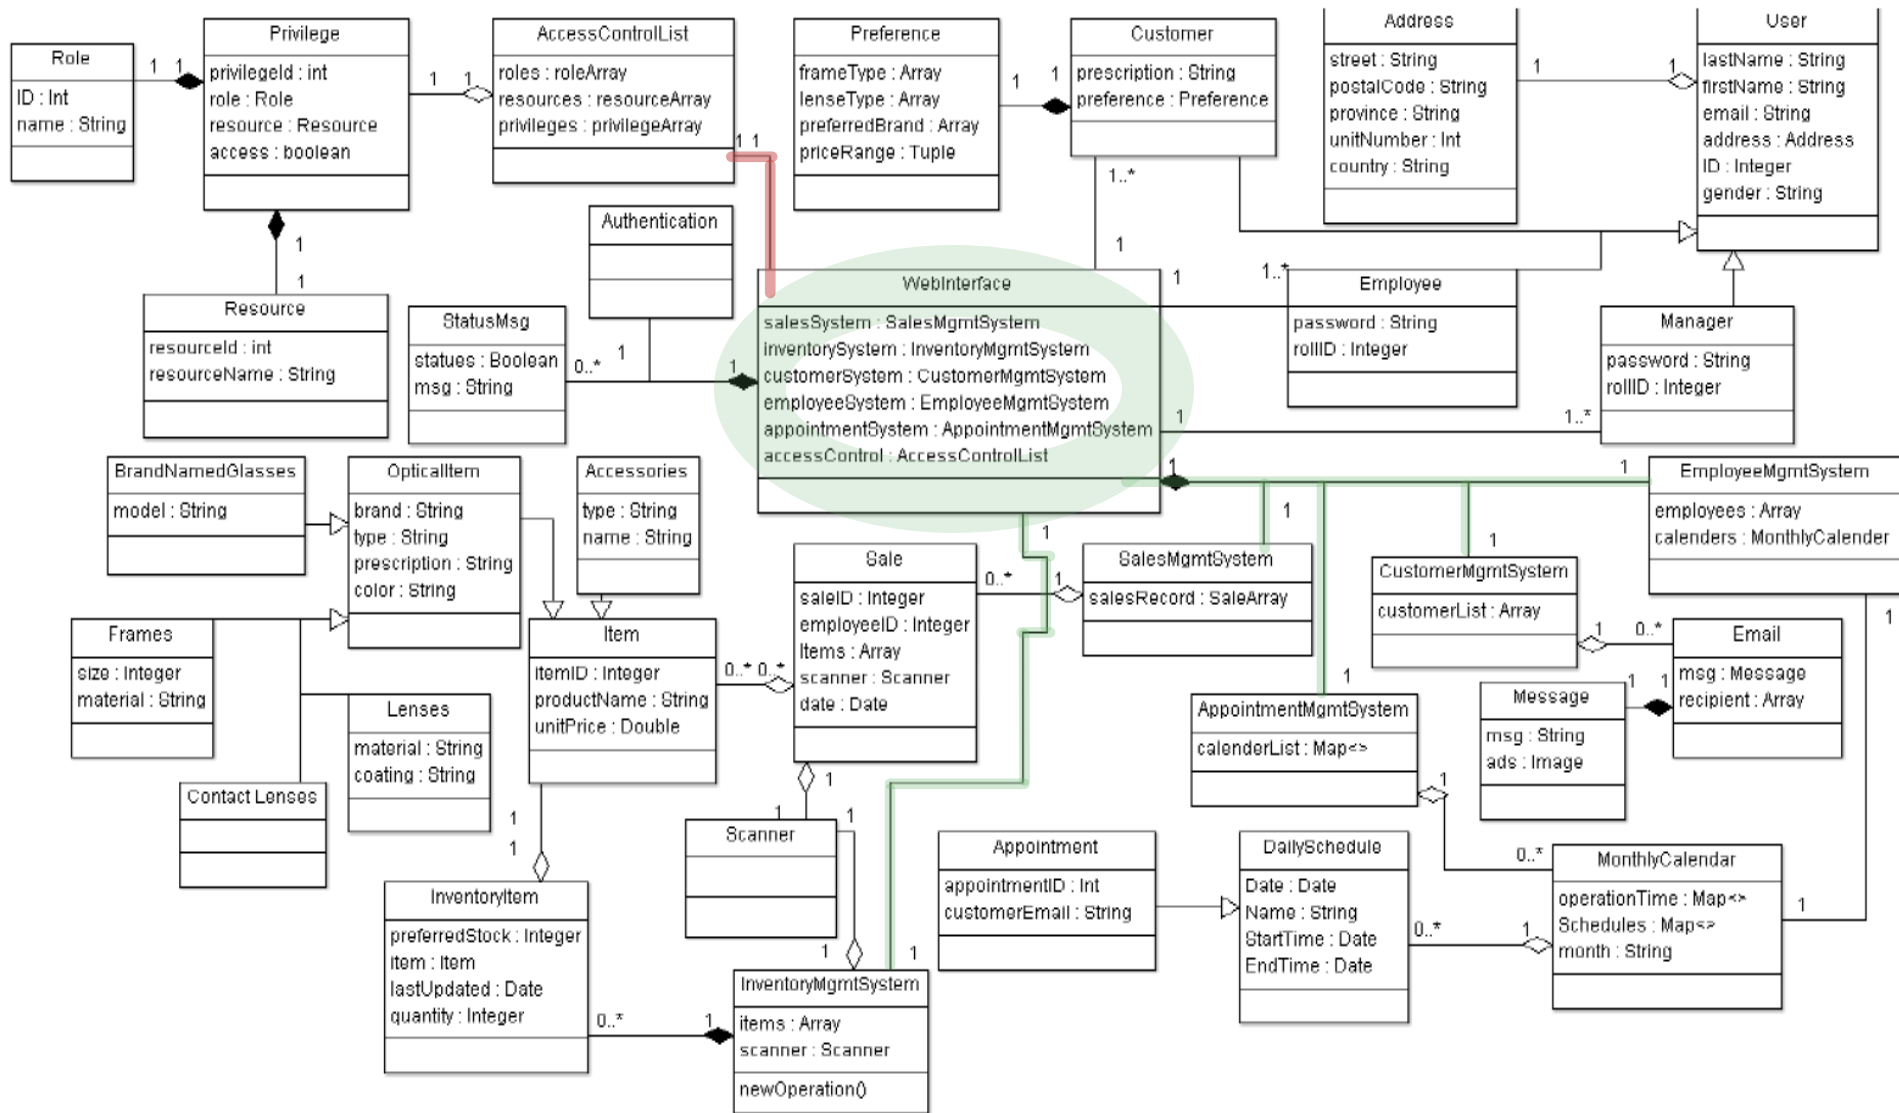 Role
ID : Int
name : String
1 1
Privilege
privilegeId : int
role : Role
resource : Resource
access : boolean
1 1
AccessControlList
roles : roleArray
resources : resourceArray
privileges : privilegeArray
1 1
Preference
frameType : Array
lenseType : Array
preferredBrand : Array
priceRange : Tuple
1 1
Customer
prescription : String
preference : Preference
1..*
1
Address
street : String
postalCode : String
province : String
unitNumber : Int
country : String
1 1
User
lastName : String
firstName : String
email : String
address : Address
ID : Integer
gender : String
1
1
Resource
resourceId : int
resourceName : String
Authentication
1
StatusMsg
statues : Boolean
msg : String
0..*
1
WebInterface
salesSystem : SalesMgmtSystem
inventorySystem : InventoryMgmtSystem
customerSystem : CustomerMgmtSystem
employeeSystem : EmployeeMgmtSystem
appointmentSystem : AppointmentMgmtSystem
accessControl : AccessControlList
1 1..*
Employee
password : String
rollID : Integer
Manager
password : String
rollID : Integer
1 1..*
1 1
EmployeeMgmtSystem
employees : Array
calenders : MonthlyCalender
1
BrandNamedGlasses
model : String
OpticalItem
brand : String
type : String
prescription : String
color : String
Accessories
type : String
name : String
1
1
1
Sale
saleID : Integer
employeeID : Integer
Items : Array
scanner : Scanner
date : Date
0..* 1
SalesMgmtSystem
salesRecord : SaleArray
CustomerMgmtSystem
customerList : Array
1 0..*
Email
msg : Message
recipient : Array
1 1
Message
msg : String
ads : Image
Frames
size : Integer
material : String
Lenses
material : String
coating : String
Contact Lenses
Item
itemID : Integer
productName : String
unitPrice : Double
0..* 0..*
1
AppointmentMgmtSystem
calenderList : Map<>
1
0..*
1
1
1
1
1
Scanner
Appointment
appointmentID : Int
customerEmail : String
DailySchedule
Date : Date
Name : String
StartTime : Date
EndTime : Date
0..* 1
MonthlyCalendar
operationTime : Map<>
Schedules : Map<>
month : String
1
InventoryItem
preferredStock : Integer
item : Item
lastUpdated : Date
quantity : Integer
0..* 1
1
1
InventoryMgmtSystem
items : Array
scanner : Scanner
newOperation()